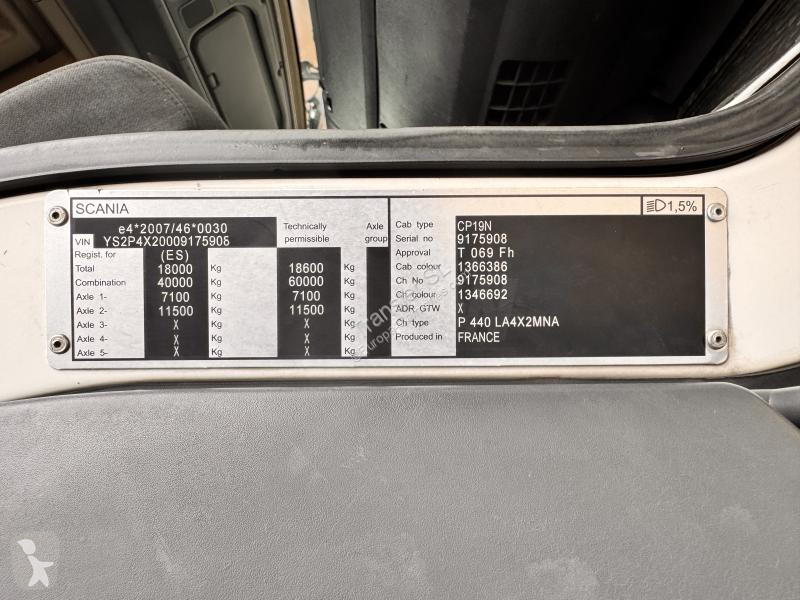 SCANIA
e4*2007/46*0030
VIN YS2P4X20009175908
Technically permissible
Axle group
Regist. for (ES)
Total 18000 Kg 18600 Kg
Combination 40000 Kg 60000 Kg
Axle 1- 7100 Kg 7100 Kg
Axle 2- 11500 Kg 11500 Kg
Axle 3- X Kg X Kg
Axle 4- X Kg X Kg
Axle 5- X Kg X Kg
1,5%
Cab type CP19N
Serial no 9175908
Approval T 069 Fh
Cab colour 1366386
Ch No 9175908
Ch colour 1346692
ADR GTW X
Ch type P 440 LA4X2MNA
Produced in FRANCE